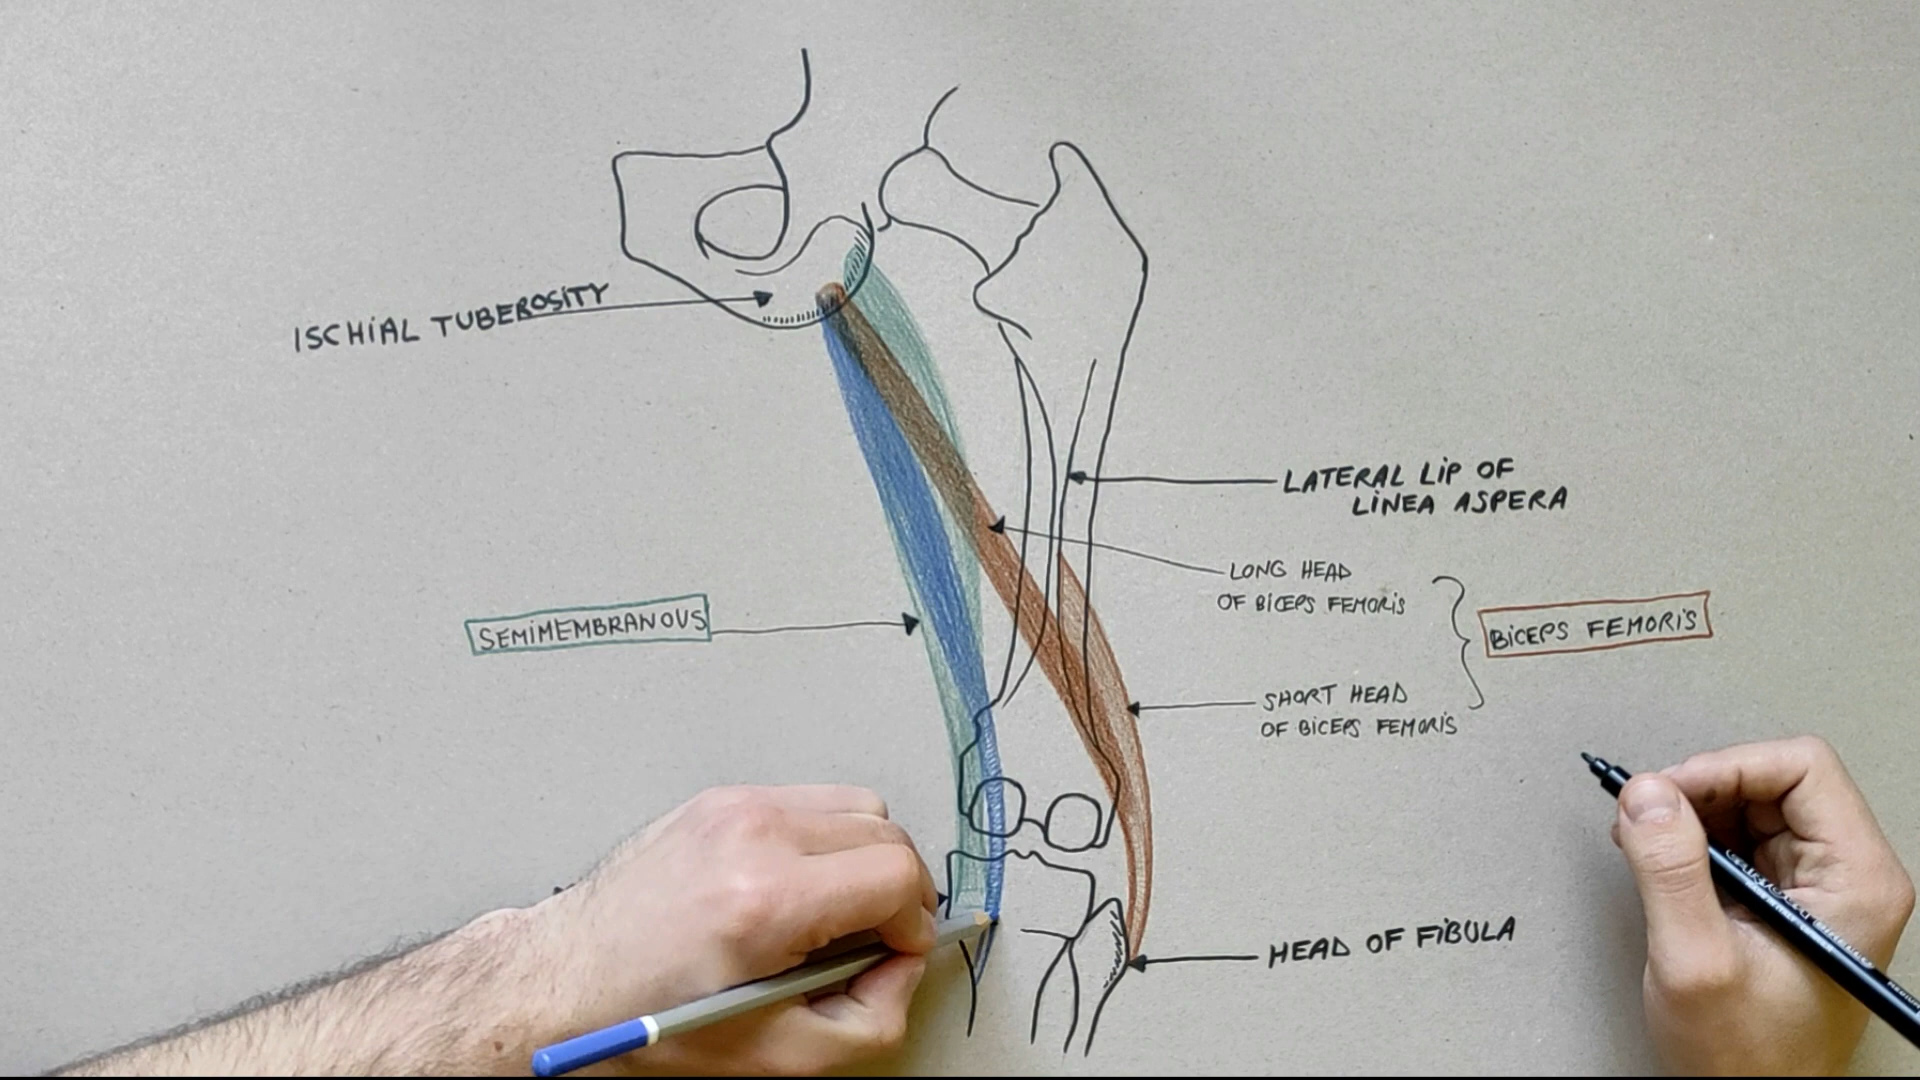 ISCHIAL TUBEROSITY
LATERAL LIP OF
LINEA ASPERA
LONG HEAD
OF BICEPS FEMORIS
BICEPS FEMORIS
SEMIMEMBRANOUS
SHORT HEAD
OF BICEPS FEMORIS
HEAD OF FIBULA